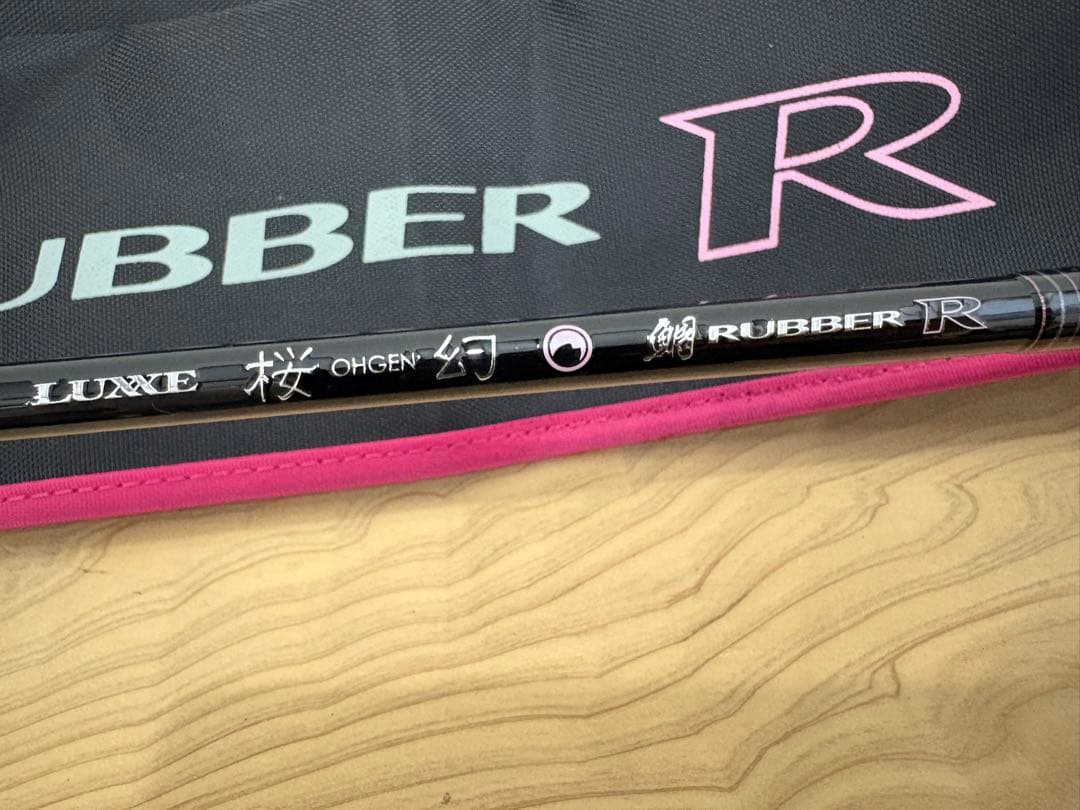 UBBER R
LUXXE 桜 OHGEN 幻 鯛 RUBBER R